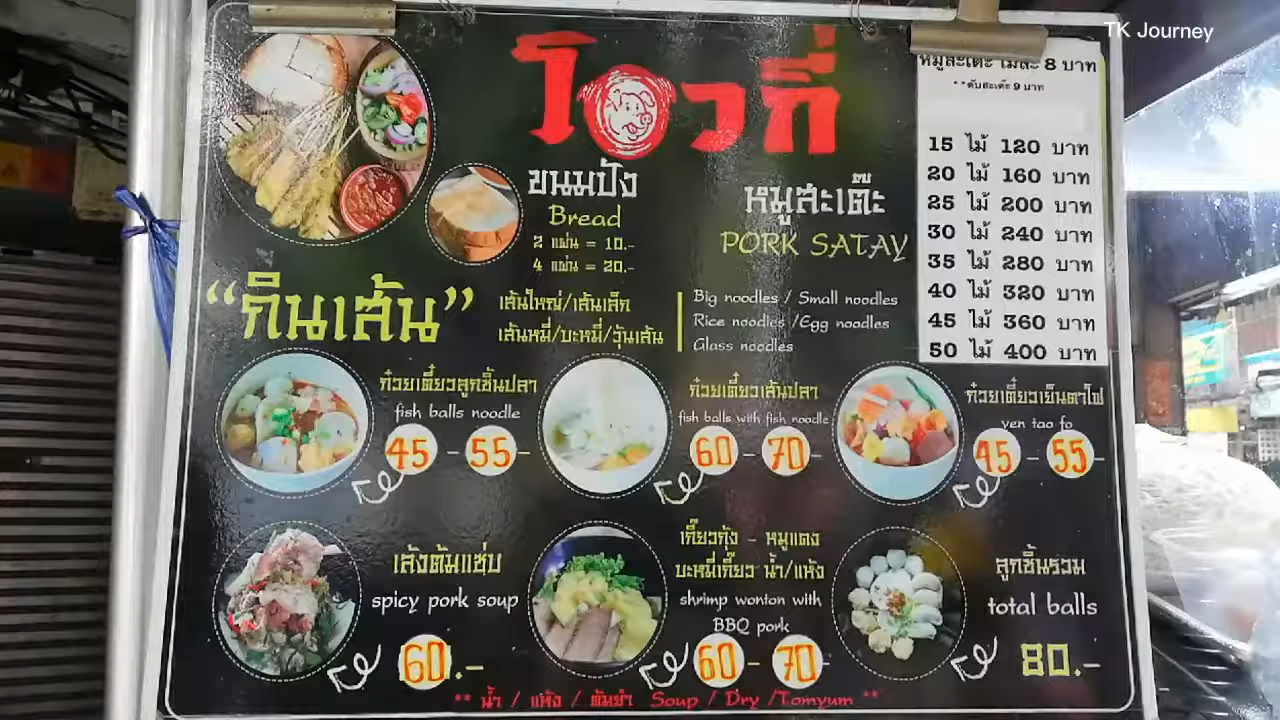 TK Journey
โอวกี่
หมูสะเต๊ะ ไม้ละ 8 บาท
**ตับสะเต๊ะ 9 บาท
15 ไม้ 120 บาท
20 ไม้ 160 บาท
25 ไม้ 200 บาท
30 ไม้ 240 บาท
35 ไม้ 280 บาท
40 ไม้ 320 บาท
45 ไม้ 360 บาท
50 ไม้ 400 บาท
ขนมปัง
Bread
2 แผ่น = 10.-
4 แผ่น = 20.-
หมูสะเต๊ะ
PORK SATAY
“กินเส้น”
เส้นใหญ่/เส้นเล็ก
เส้นหมี่/บะหมี่/วุ้นเส้น
Big noodles / Small noodles
Rice noodles /Egg noodles
Glass noodles
ก๋วยเตี๋ยวลูกชิ้นปลา
fish balls noodle
45 - 55-
ก๋วยเตี๋ยวเส้นปลา
fish balls with fish noodle
60 - 70-
ก๋วยเตี๋ยวเย็นตาโฟ
yen tao fo
45 - 55-
เล้งต้มแซ่บ
spicy pork soup
60.-
เกี๊ยวกุ้ง - หมูแดง
บะหมี่เกี๊ยว น้ำ/แห้ง
shrimp wonton with
BBQ pork
60- 70-
ลูกชิ้นรวม
total balls
80.-
** น้ำ / แห้ง / ต้มยำ Soup / Dry /Tomyum **